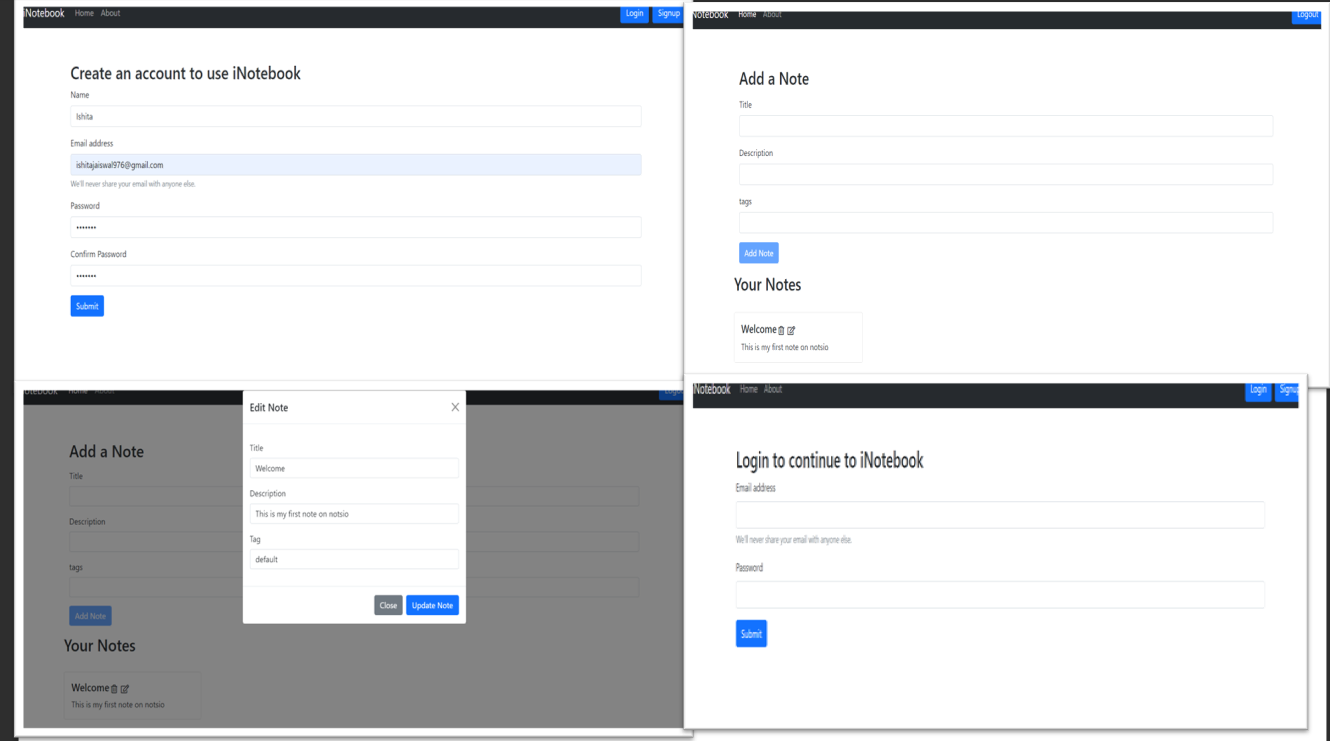 iNotebook Home About Login Signup
Create an account to use iNotebook
Name
Ishita
Email address
ishitajaiswal976@gmail.com
We'll never share your email with anyone else.
Password
•••••••
Confirm Password
•••••••
Submit
Notebook Home About Logout
Add a Note
Title
Description
tags
Add Note
Your Notes
Welcome
This is my first note on notsio
Notebook Home About Logout
Add a Note
Title
Description
tags
Add Note
Your Notes
Welcome
This is my first note on notsio
Edit Note
Title
Welcome
Description
This is my first note on notsio
Tag
default
Close Update Note
Notebook Home About Login Signup
Login to continue to iNotebook
Email address
We'll never share your email with anyone else.
Password
Submit